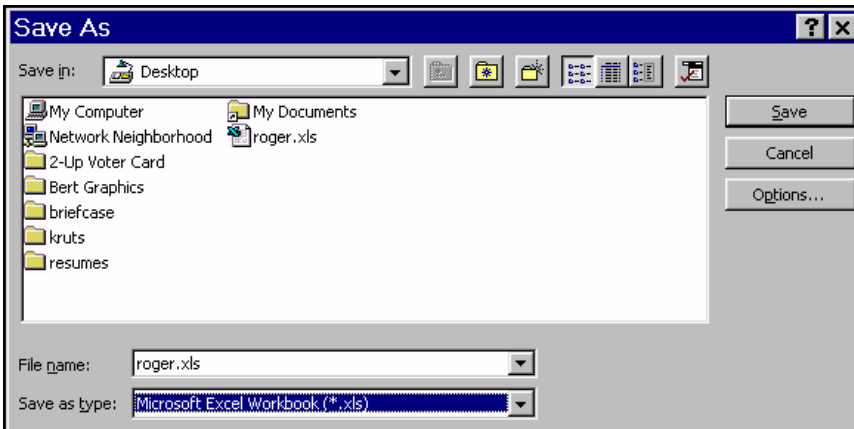 Save As
Save in: Desktop
My Computer My Documents
Network Neighborhood roger.xls
2-Up Voter Card
Bert Graphics
briefcase
kruts
resumes
Save
Cancel
Options...
File name: roger.xls
Save as type: Microsoft Excel Workbook (*.xls)